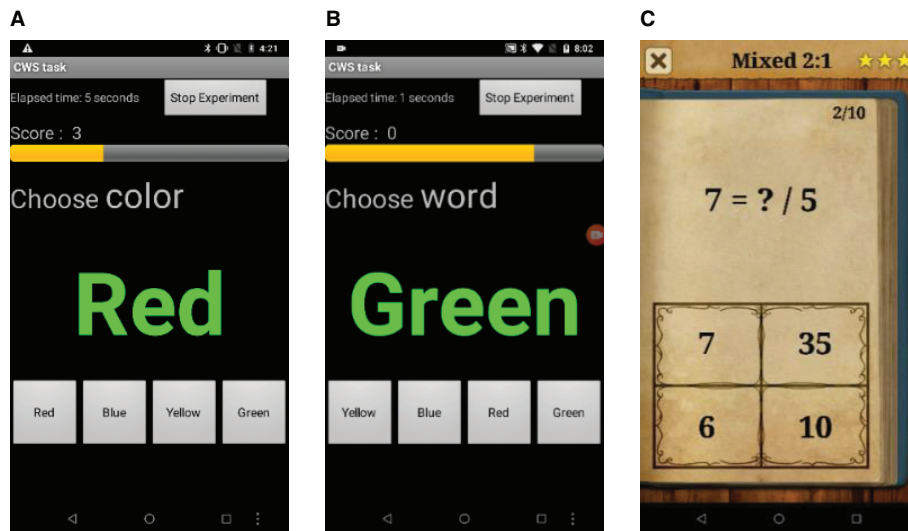 A
4:21
CWS task
Elapsed time: 5 seconds
Stop Experiment
Score : 3
Choose color
Red
Red
Blue
Yellow
Green
B
8:02
CWS task
Elapsed time: 1 seconds
Stop Experiment
Score : 0
Choose word
Green
Yellow
Blue
Red
Green
C
Mixed 2:1
2/10
7 = ? / 5
7
35
6
10